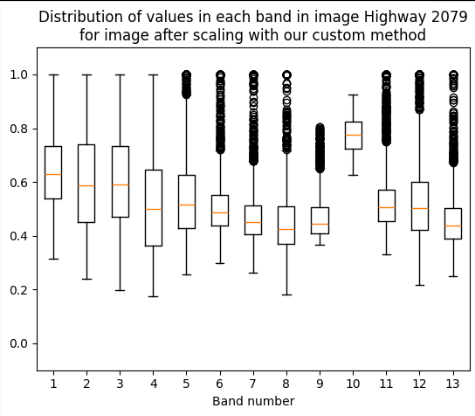 Distribution of values in each band in image Highway 2079
for image after scaling with our custom method
1.0
0.8
0.6
0.4
0.2
0.0
1 2 3 4 5 6 7 8 9 10 11 12 13
Band number